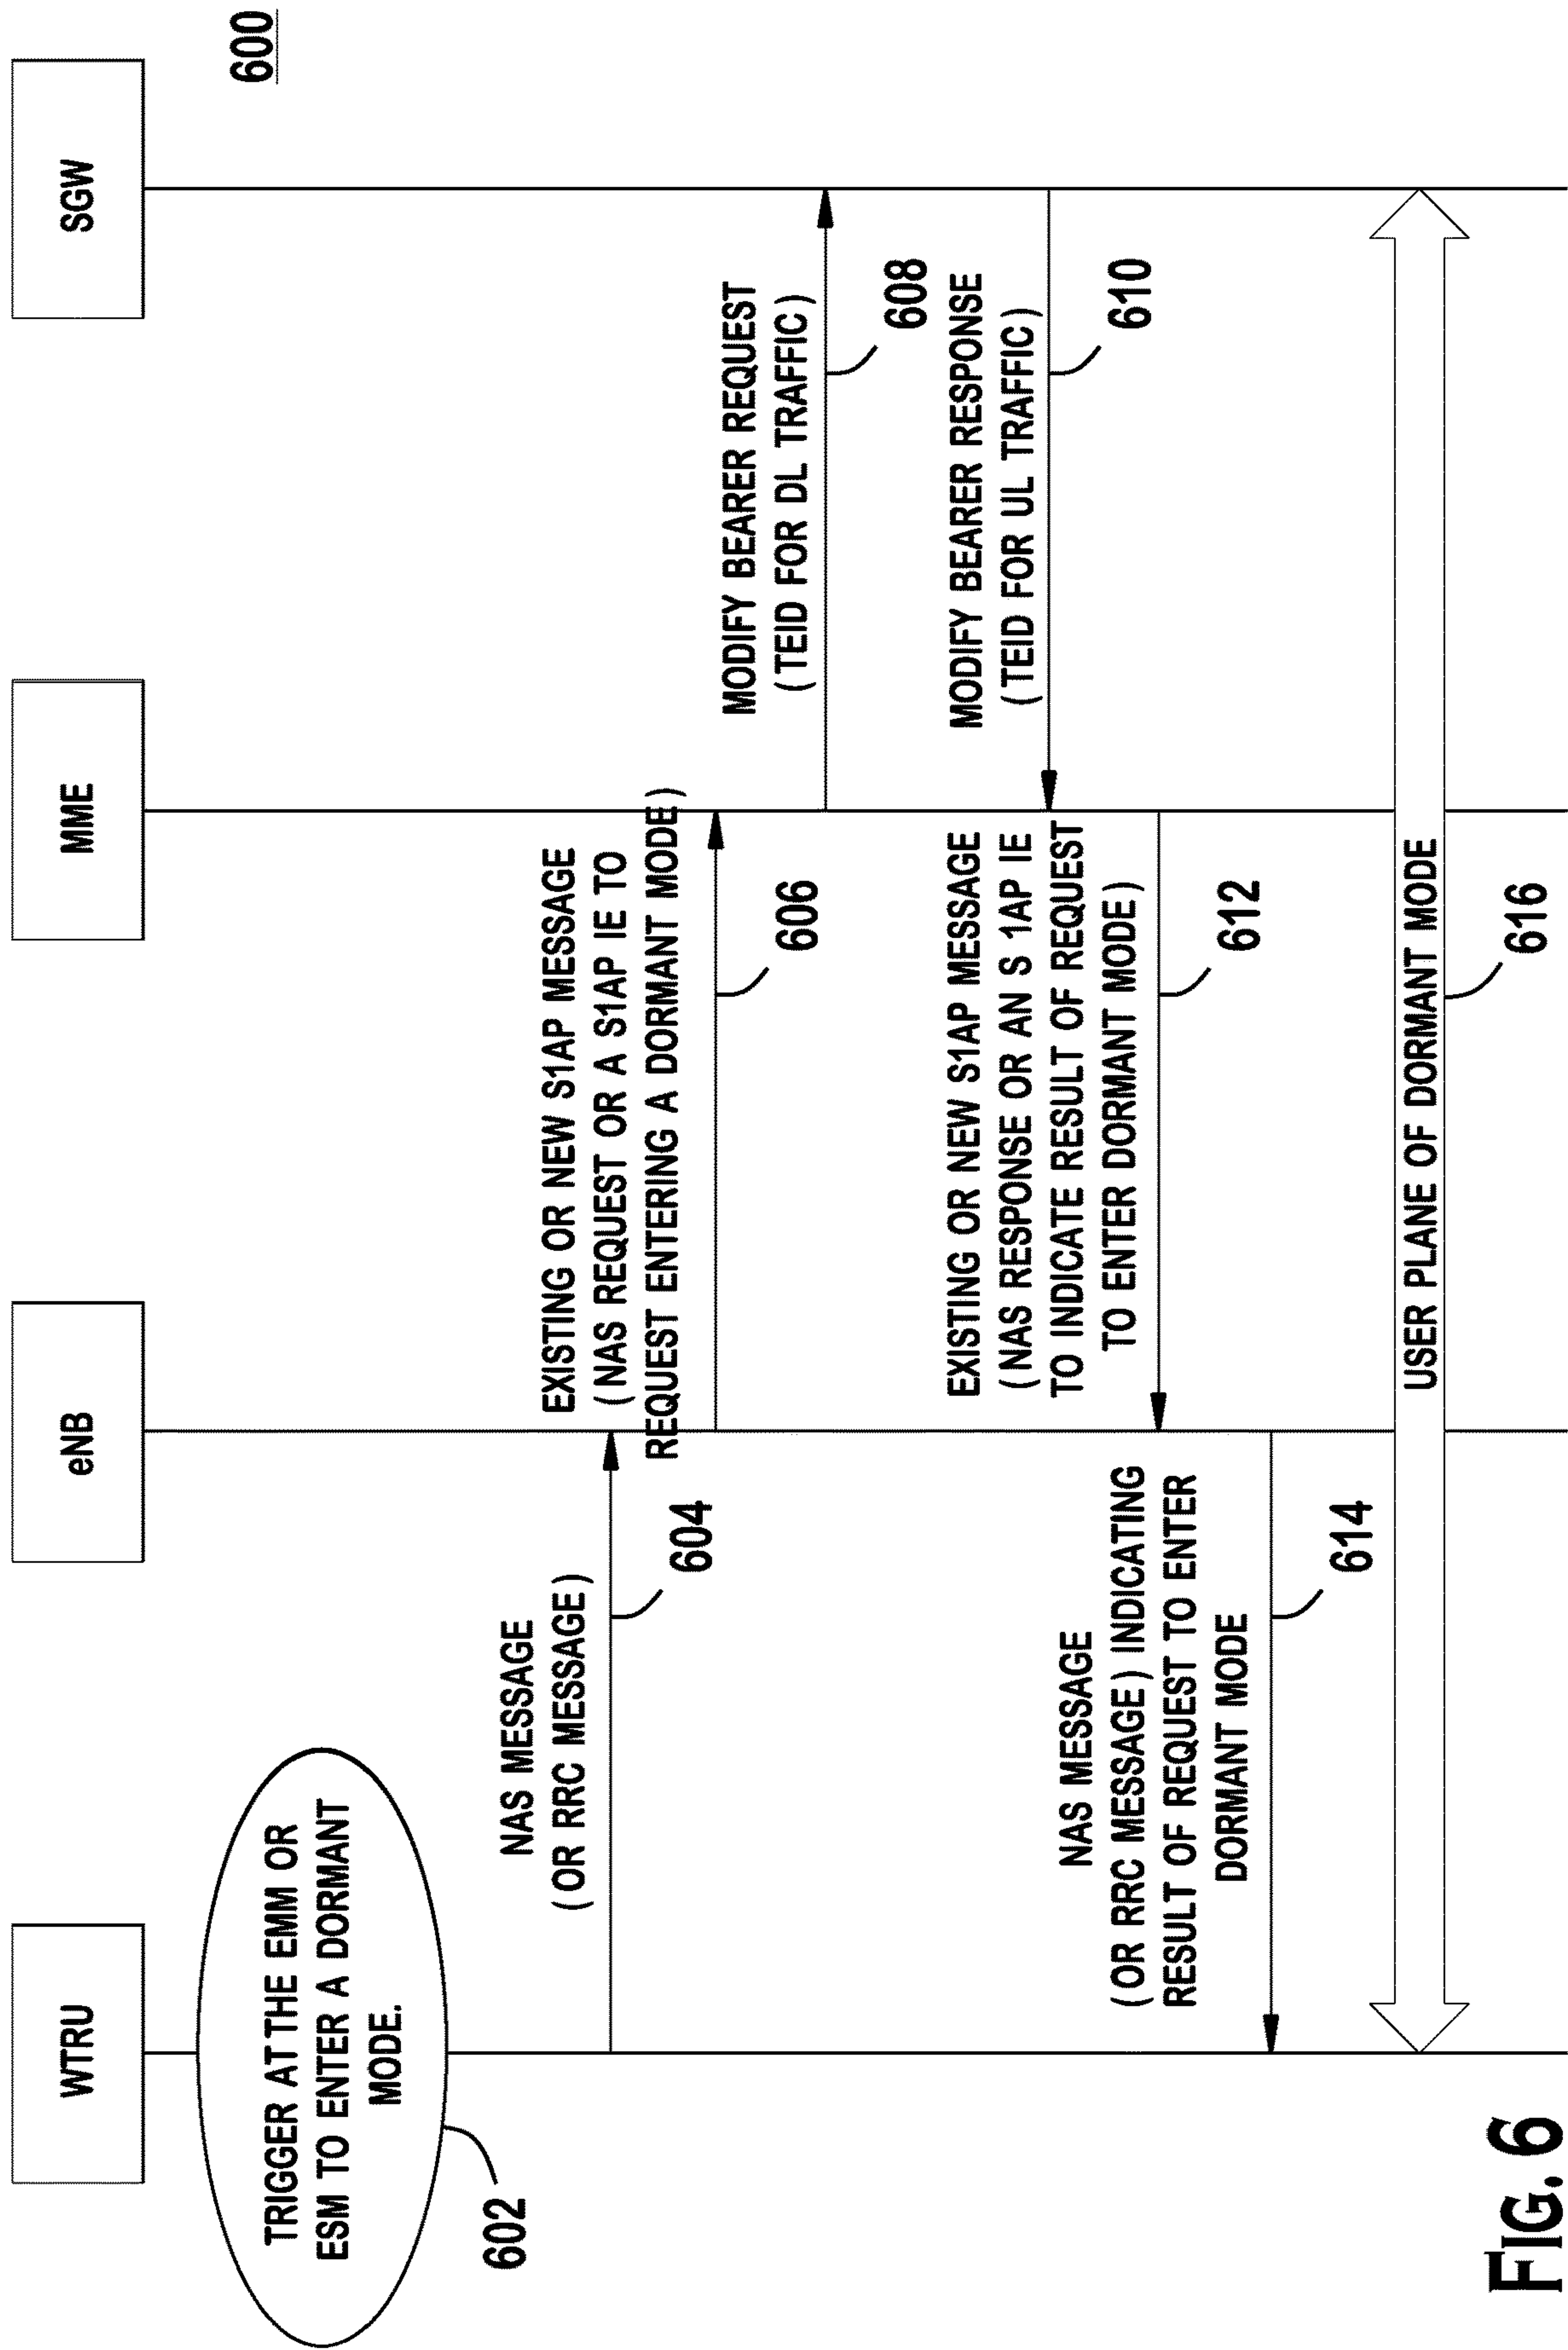 600
WTRU
eNB
MME
SGW
TRIGGER AT THE EMM OR
ESM TO ENTER A DORMANT
MODE.
602
NAS MESSAGE
(OR RRC MESSAGE)
604
EXISTING OR NEW S1AP MESSAGE
(NAS REQUEST OR A S1AP IE TO
REQUEST ENTERING A DORMANT MODE)
606
MODIFY BEARER REQUEST
(TEID FOR DL TRAFFIC)
608
MODIFY BEARER RESPONSE
(TEID FOR UL TRAFFIC)
610
EXISTING OR NEW S1AP MESSAGE
(NAS RESPONSE OR AN S 1AP IE
TO INDICATE RESULT OF REQUEST
TO ENTER DORMANT MODE)
612
NAS MESSAGE
(OR RRC MESSAGE) INDICATING
RESULT OF REQUEST TO ENTER
DORMANT MODE
614
USER PLANE OF DORMANT MODE
616
FIG. 6